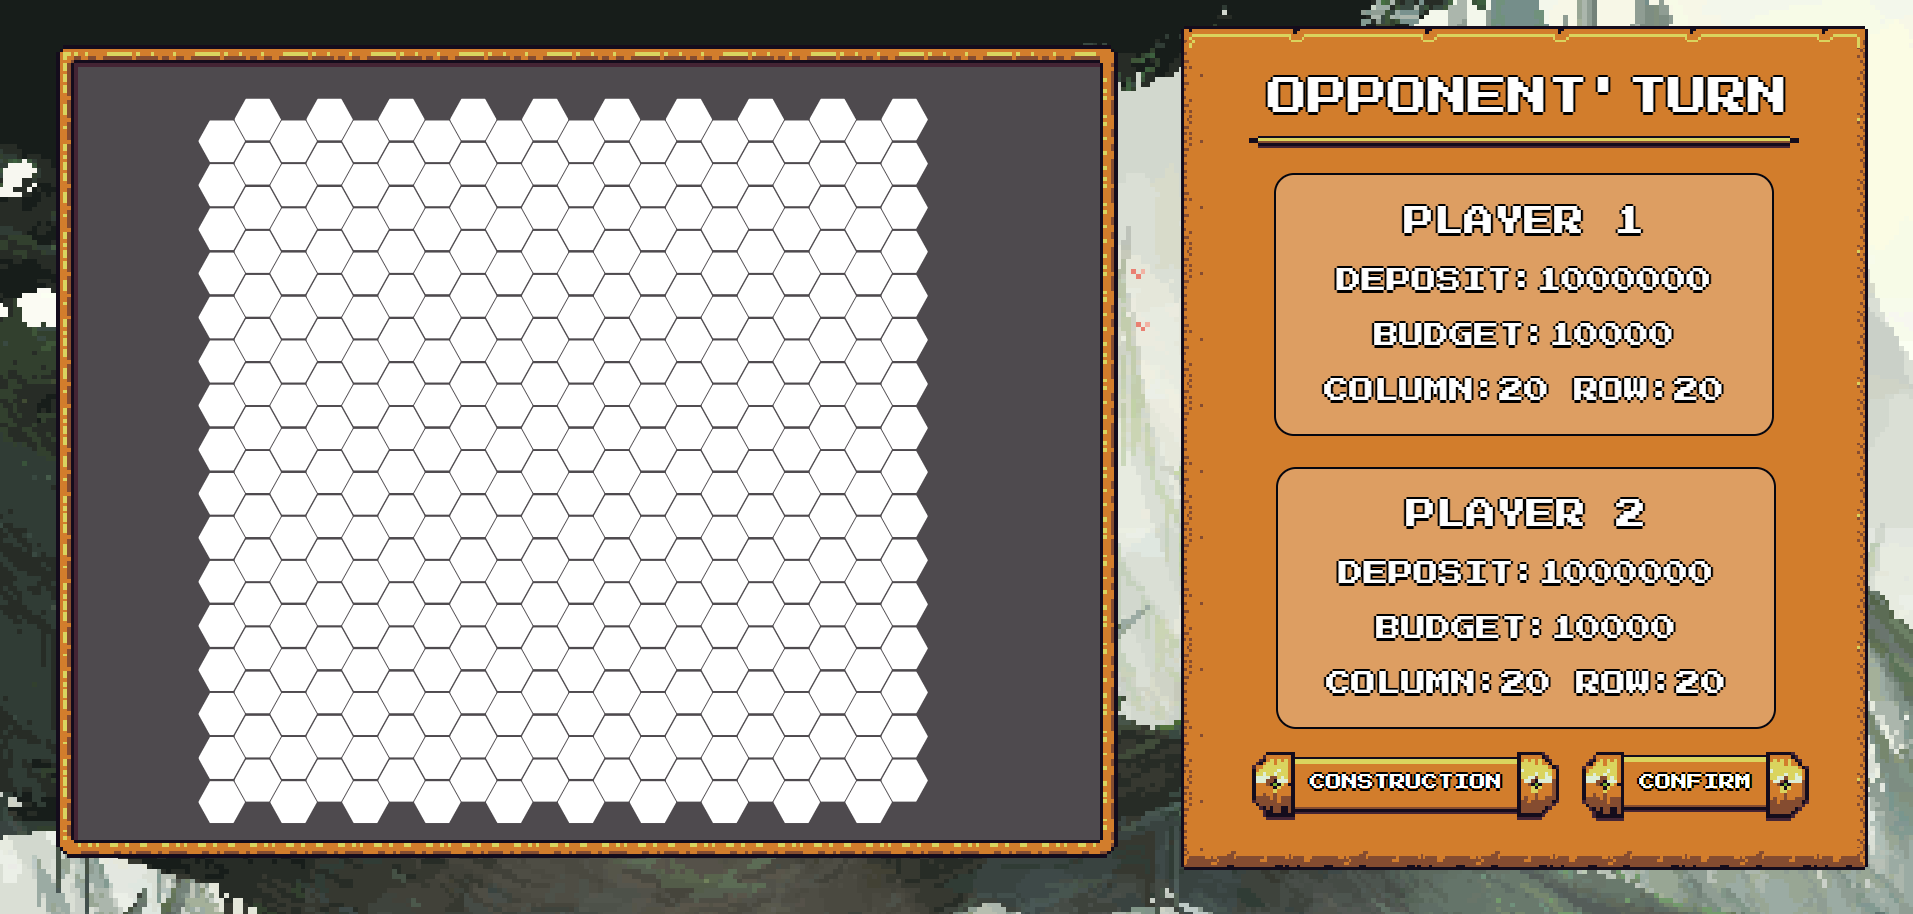 OPPONENT' TURN
PLAYER 1
DEPOSIT:1000000
BUDGET:10000
COLUMN:20 ROW:20
PLAYER 2
DEPOSIT:1000000
BUDGET:10000
COLUMN:20 ROW:20
CONSTRUCTION CONFIRM